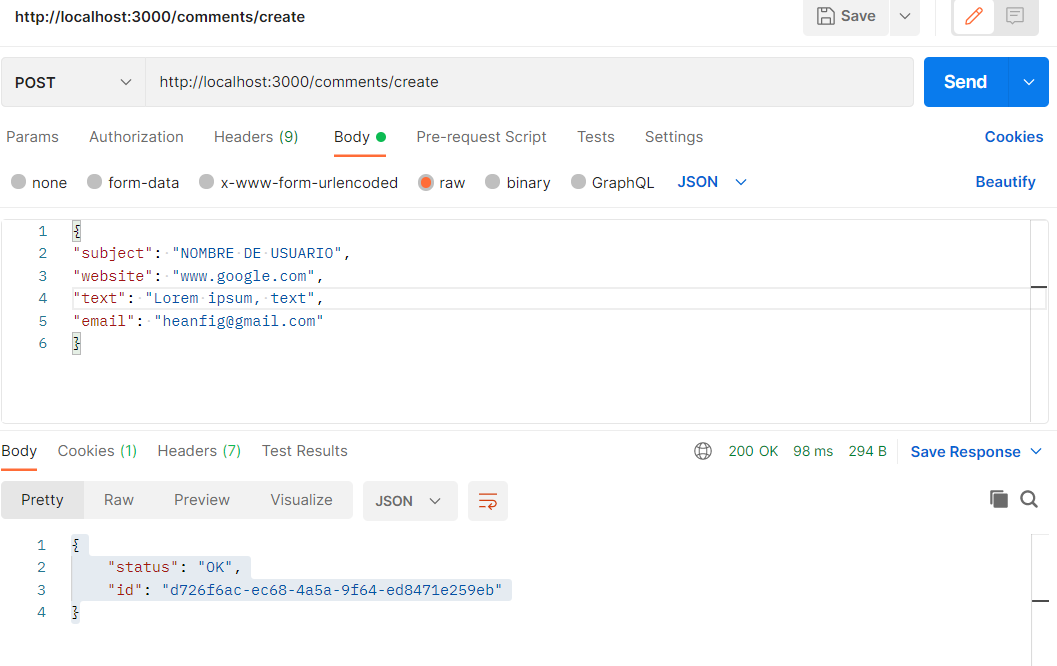 http://localhost:3000/comments/create Save
POST http://localhost:3000/comments/create Send
Params Authorization Headers (9) Body Pre-request Script Tests Settings Cookies
none form-data x-www-form-urlencoded raw binary GraphQL JSON Beautify
1 {
2 "subject": "NOMBRE DE USUARIO",
3 "website": "www.google.com",
4 "text": "Lorem ipsum, text",
5 "email": "heanfig@gmail.com"
6 }
Body Cookies (1) Headers (7) Test Results 200 OK 98 ms 294 B Save Response
Pretty Raw Preview Visualize JSON
1 {
2 "status": "OK",
3 "id": "d726f6ac-ec68-4a5a-9f64-ed8471e259eb"
4 }